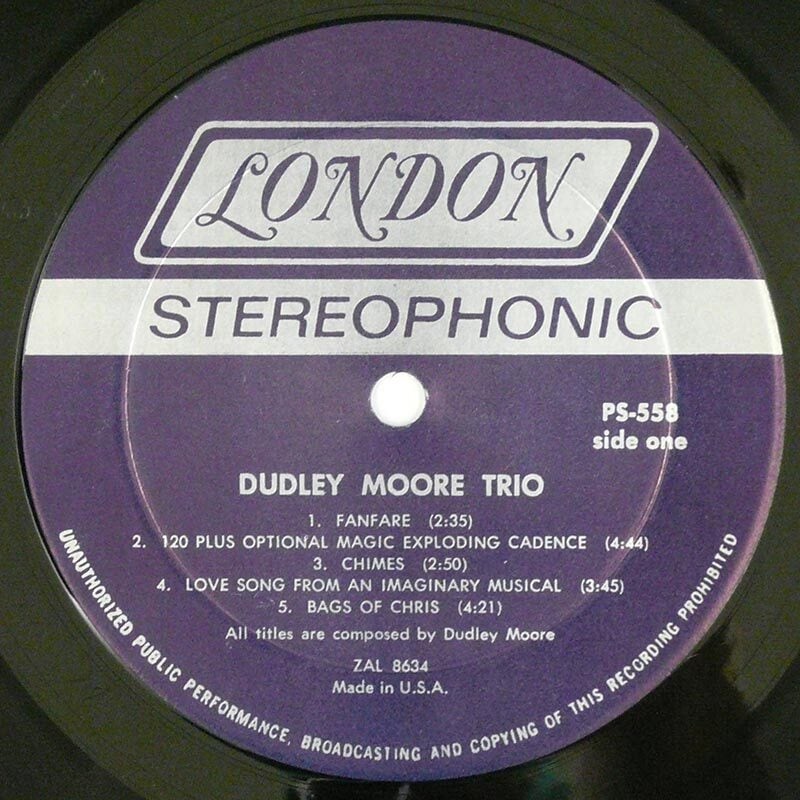 LONDON
STEREOPHONIC
PS-558
side one
DUDLEY MOORE TRIO
1. FANFARE (2:35)
2. 120 PLUS OPTIONAL MAGIC EXPLODING CADENCE (4:44)
3. CHIMES (2:50)
4. LOVE SONG FROM AN IMAGINARY MUSICAL (3:45)
5. BAGS OF CHRIS (4:21)
All titles are composed by Dudley Moore
ZAL 8634
Made in U.S.A.
UNAUTHORIZED PUBLIC PERFORMANCE, BROADCASTING AND COPYING OF THIS RECORDING PROHIBITED